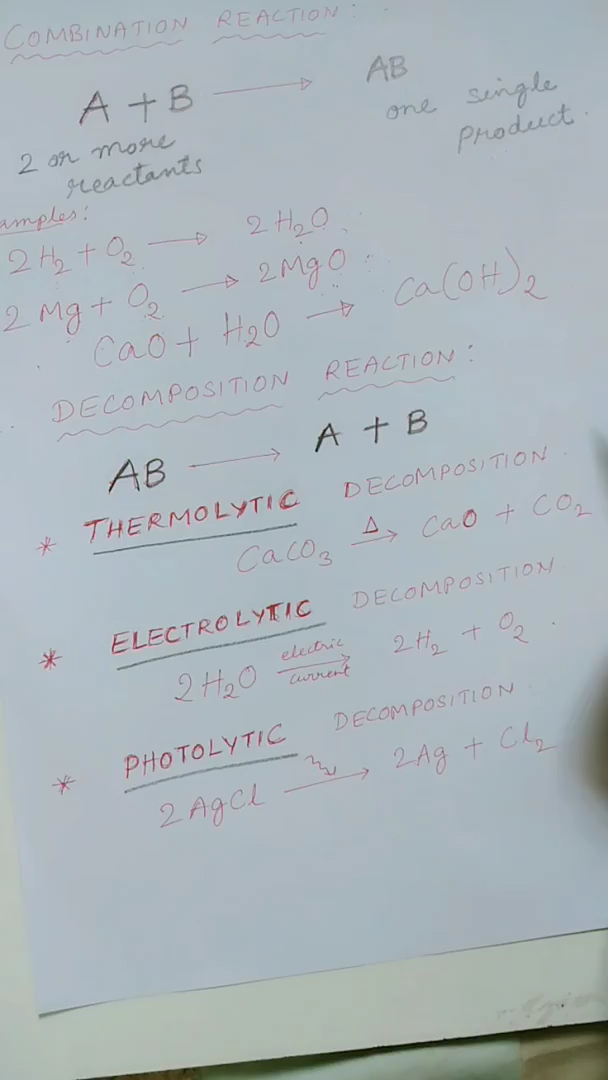 COMBINATION REACTION:
A + B → AB
2 or more reactants
one single product.
amples:
2H₂ + O₂ → 2H₂O
2Mg + O₂ → 2MgO
CaO + H₂O → Ca(OH)₂
DECOMPOSITION REACTION:
AB → A + B
* THERMOLYTIC DECOMPOSITION
CaCO₃ Δ→ CaO + CO₂
* ELECTROLYTIC DECOMPOSITION
2H₂O electric current→ 2H₂ + O₂.
* PHOTOLYTIC DECOMPOSITION
2AgCl → 2Ag + Cl₂